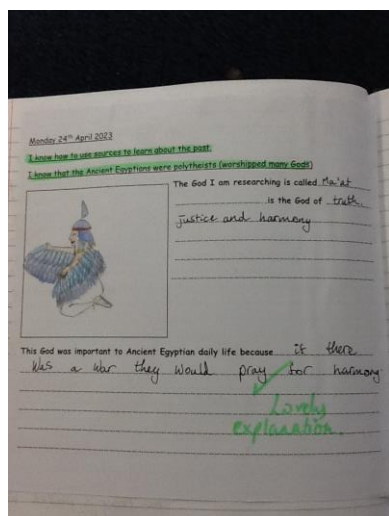 Monday 24th April 2023
I know how to use sources to learn about the past.
I know that the Ancient Egyptians were polytheists (worshipped many Gods)
The God I am researching is called Ma'at
is the God of truth,
justice and harmony
This God was important to Ancient Egyptian daily life because if there
was a war they would pray for harmony
Lovely
explanation.